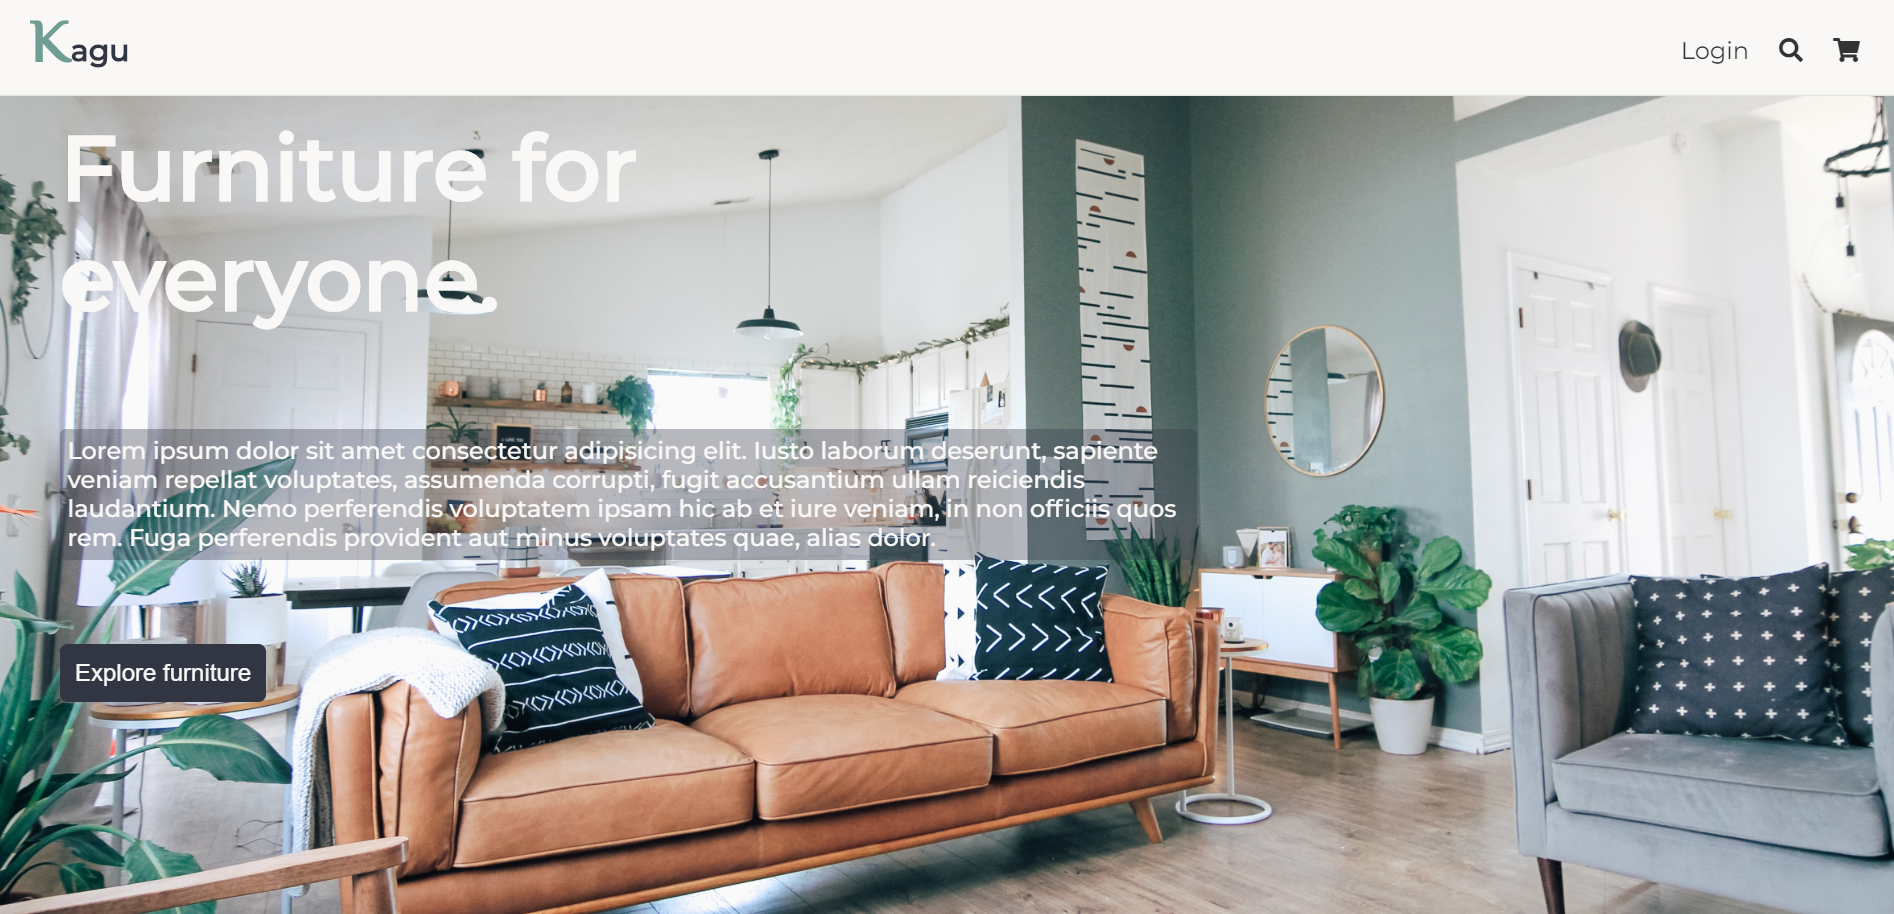 Kagu
Login
Furniture for
everyone.
Lorem ipsum dolor sit amet consectetur adipisicing elit. Iusto laborum deserunt, sapiente
veniam repellat voluptates, assumenda corrupti, fugit accusantium ullam reiciendis
laudantium. Nemo perferendis voluptatem ipsam hic ab et iure veniam, in non officiis quos
rem. Fuga perferendis provident aut minus voluptates quae, alias dolor.
Explore furniture